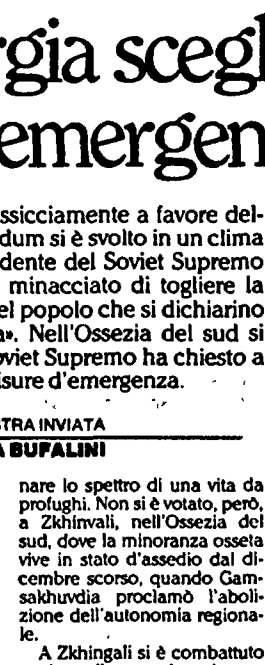 rgia scegl
emergen
ssicciamente a favore del-
dum si è svolto in un clima
dente del Soviet Supremo
minacciato di togliere la
el popolo che si dichiarino
a». Nell'Ossezia del sud si
oviet Supremo ha chiesto a
isure d'emergenza.
STRA INVIATA
A BUFALINI
nare lo spettro di una vita da
profughi. Non si è votato, però,
a Zkhinvali, nell'Ossezia del
sud, dove la minoranza osseta
vive in stato d'assedio dal di-
cembre scorso, quando Gam-
sakhuvdia proclamò l'aboli-
zione dell'autonomia regiona-
le.
A Zkhingali si è combattuto